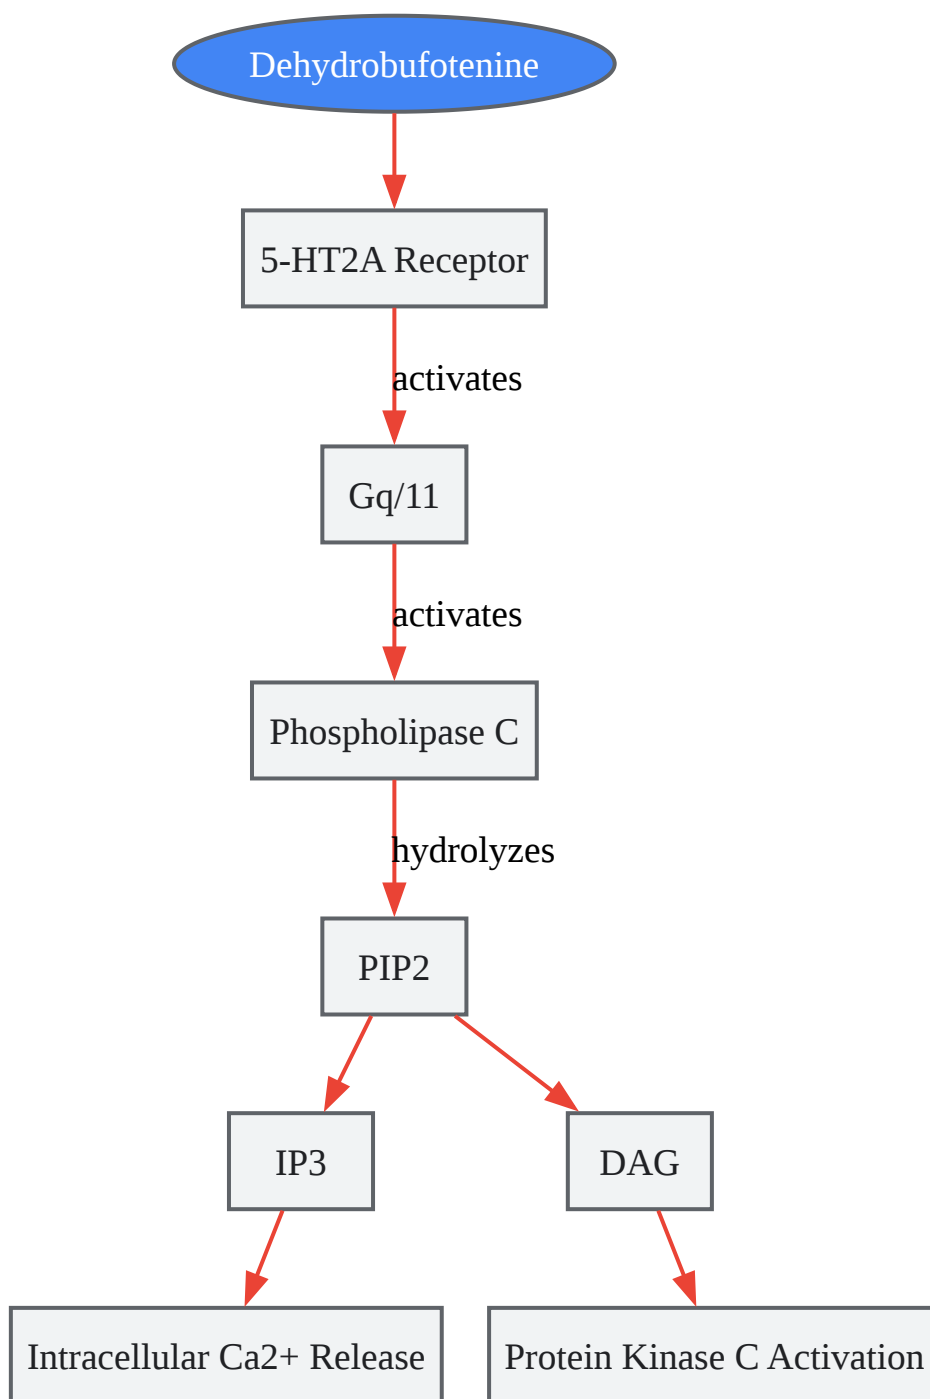 Dehydrobufotenine
5-HT2A Receptor
activates
Gq/11
activates
Phospholipase C
hydrolyzes
PIP2
IP3
DAG
Intracellular Ca2+ Release
Protein Kinase C Activation